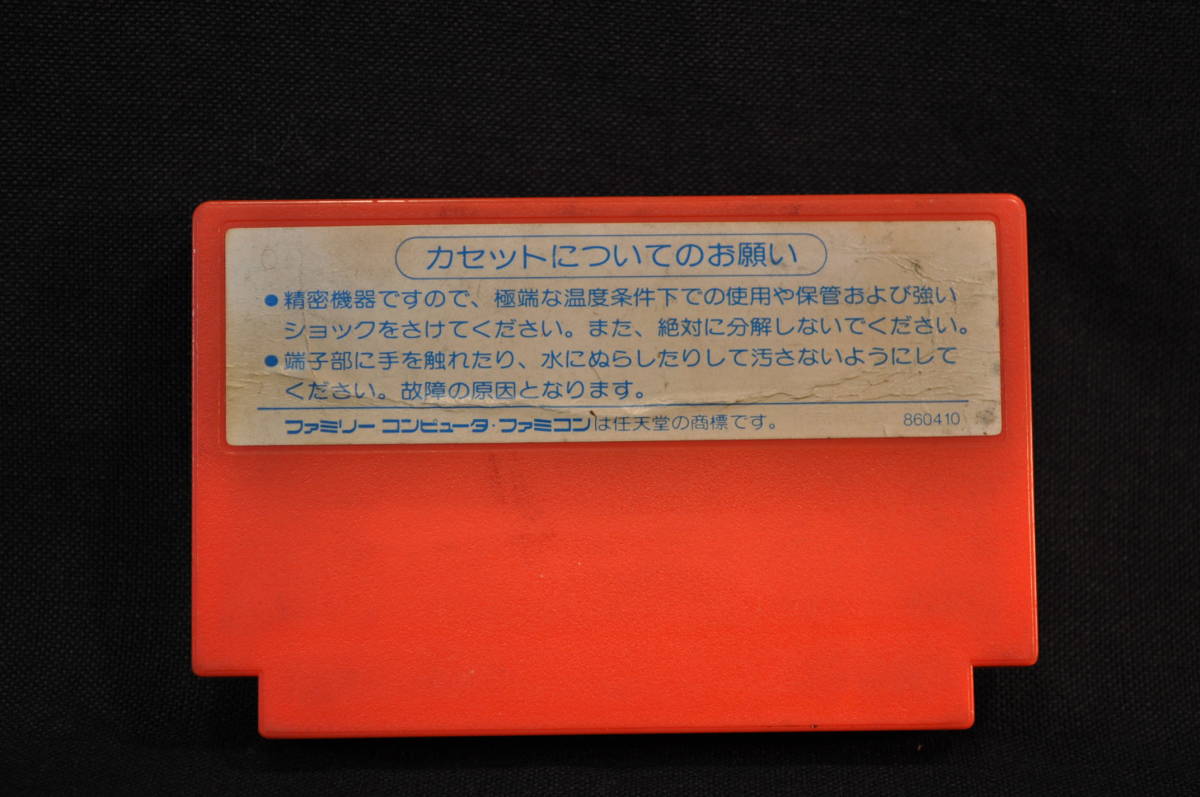 カセットについてのお願い
●精密機器ですので、極端な温度条件下での使用や保管および強い
ショックをさけてください。また、絶対に分解しないでください。
●端子部に手を触れたり、水にぬらしたりして汚さないようにして
ください。故障の原因となります。
ファミリー コンピュータ・ファミコンは任天堂の商標です。 860410